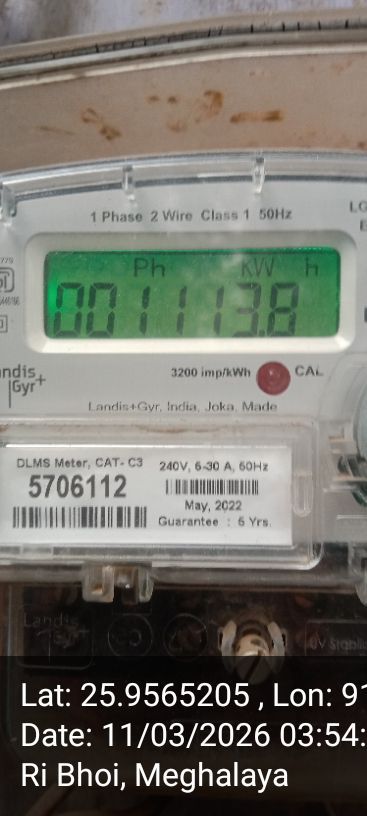 1 Phase 2 Wire Class 1 50Hz
Ph kW h
001113.8
3200 imp/kWh CAL
Landis+Gyr, India, Joka, Made
DLMS Meter, CAT- C3
5706112
240V, 5-30 A, 50Hz
May, 2022
Guarantee : 5 Yrs.
Landis
Gyr+
Lat: 25.9565205 , Lon: 91
Date: 11/03/2026 03:54:
Ri Bhoi, Meghalaya